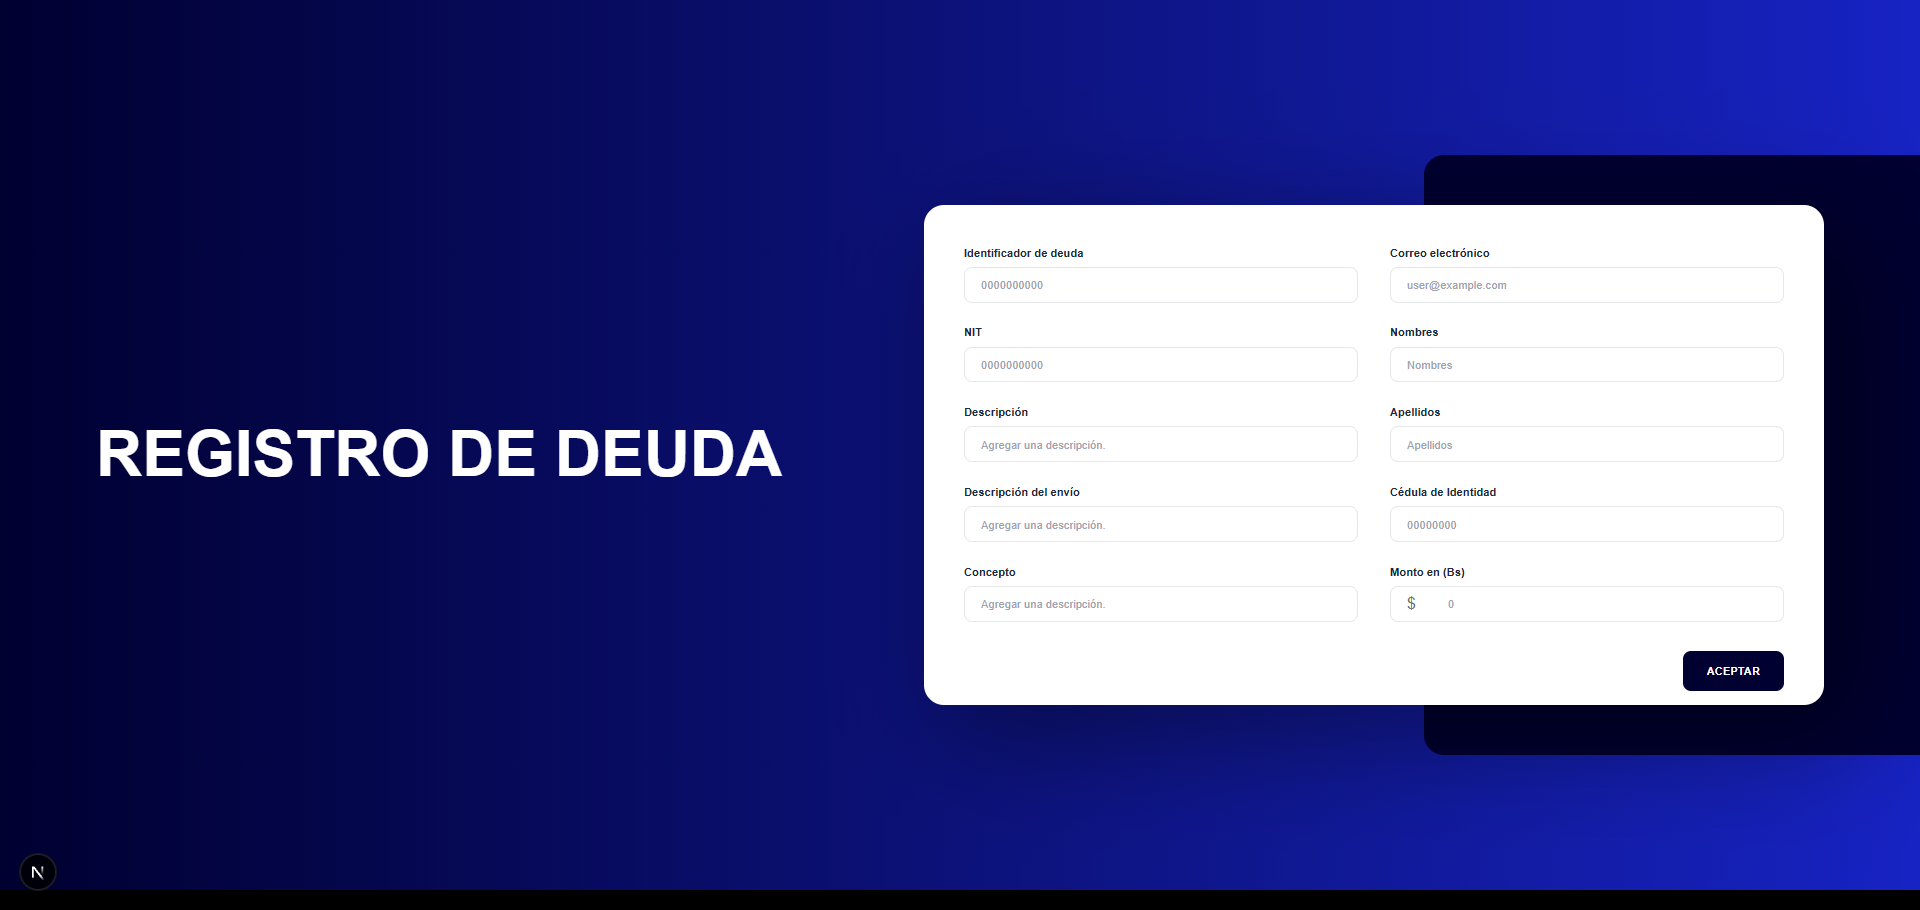 REGISTRO DE DEUDA
Identificador de deuda
0000000000
Correo electrónico
user@example.com
NIT
0000000000
Nombres
Nombres
Descripción
Agregar una descripción.
Apellidos
Apellidos
Descripción del envío
Agregar una descripción.
Cédula de Identidad
00000000
Concepto
Agregar una descripción.
Monto en (Bs)
$ 0
ACEPTAR
N